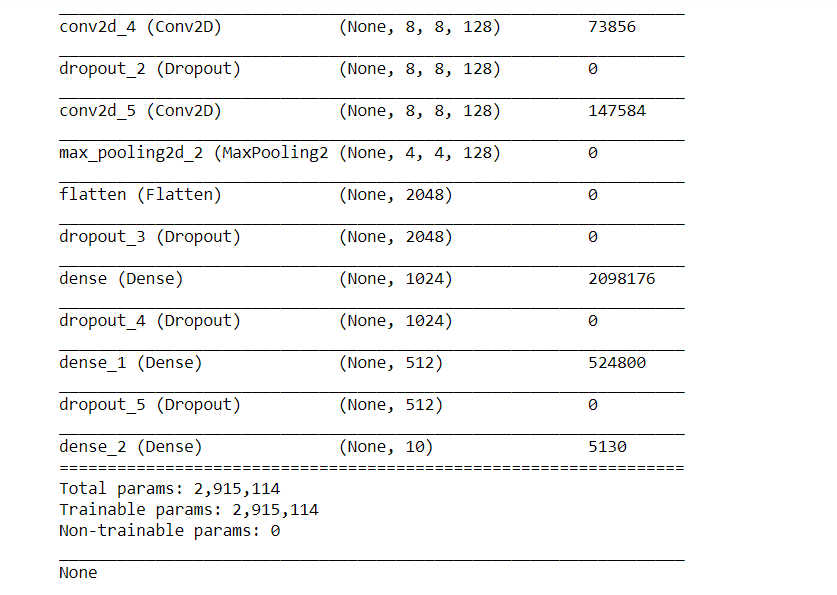 conv2d_4 (Conv2D) (None, 8, 8, 128) 73856
dropout_2 (Dropout) (None, 8, 8, 128) 0
conv2d_5 (Conv2D) (None, 8, 8, 128) 147584
max_pooling2d_2 (MaxPooling2 (None, 4, 4, 128) 0
flatten (Flatten) (None, 2048) 0
dropout_3 (Dropout) (None, 2048) 0
dense (Dense) (None, 1024) 2098176
dropout_4 (Dropout) (None, 1024) 0
dense_1 (Dense) (None, 512) 524800
dropout_5 (Dropout) (None, 512) 0
dense_2 (Dense) (None, 10) 5130
=================================================================
Total params: 2,915,114
Trainable params: 2,915,114
Non-trainable params: 0
None